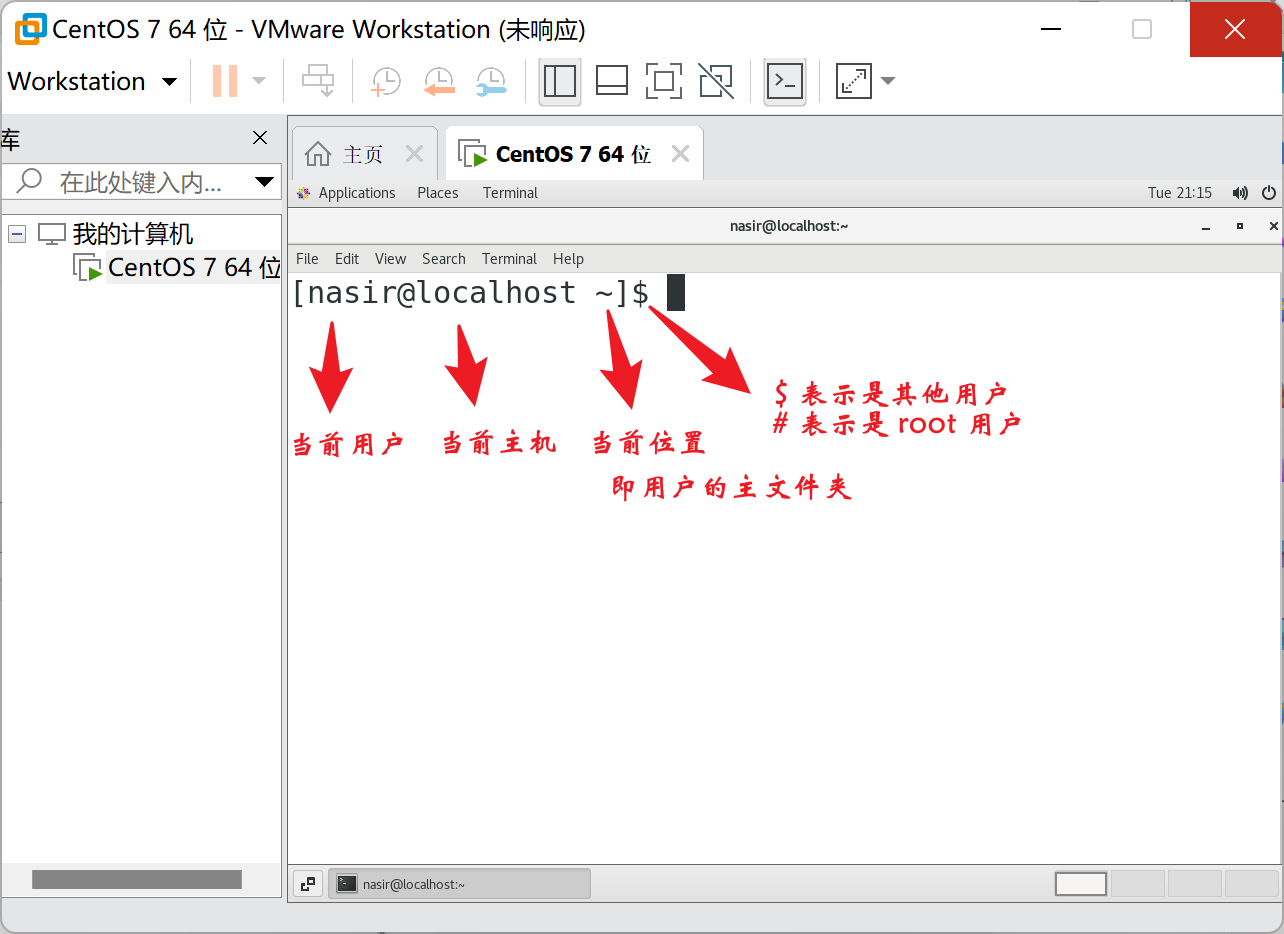 CentOS 7 64 位 - VMware Workstation (未响应)
Workstation
库
在此处键入内...
主页
CentOS 7 64 位
我的计算机
CentOS 7 64 位
Applications Places Terminal Tue 21:15
nasir@localhost:~
File Edit View Search Terminal Help
[nasir@localhost ~]$
$ 表示是其他用户
# 表示是 root 用户
当前用户 当前主机 当前位置
即用户的主文件夹
nasir@localhost:~